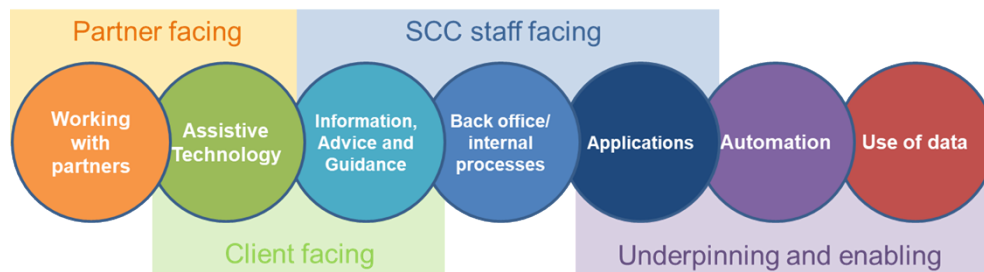 Partner facing
SCC staff facing
Working
with
partners
Assistive
Technology
Information,
Advice and
Guidance
Back office/
internal
processes
Applications
Automation
Use of data
Client facing
Underpinning and enabling